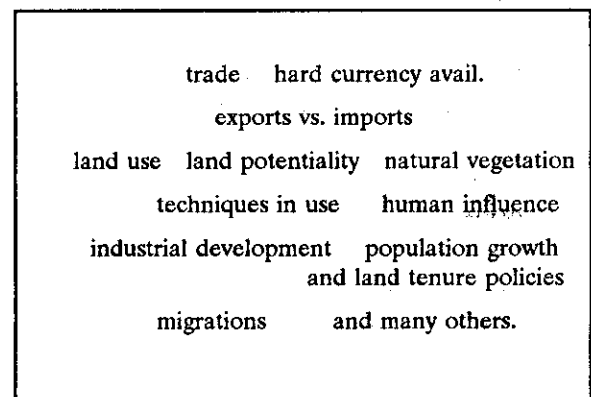 trade hard currency avail.
exports vs. imports
land use land potentiality natural vegetation
techniques in use human influence
industrial development population growth
and land tenure policies
migrations and many others.